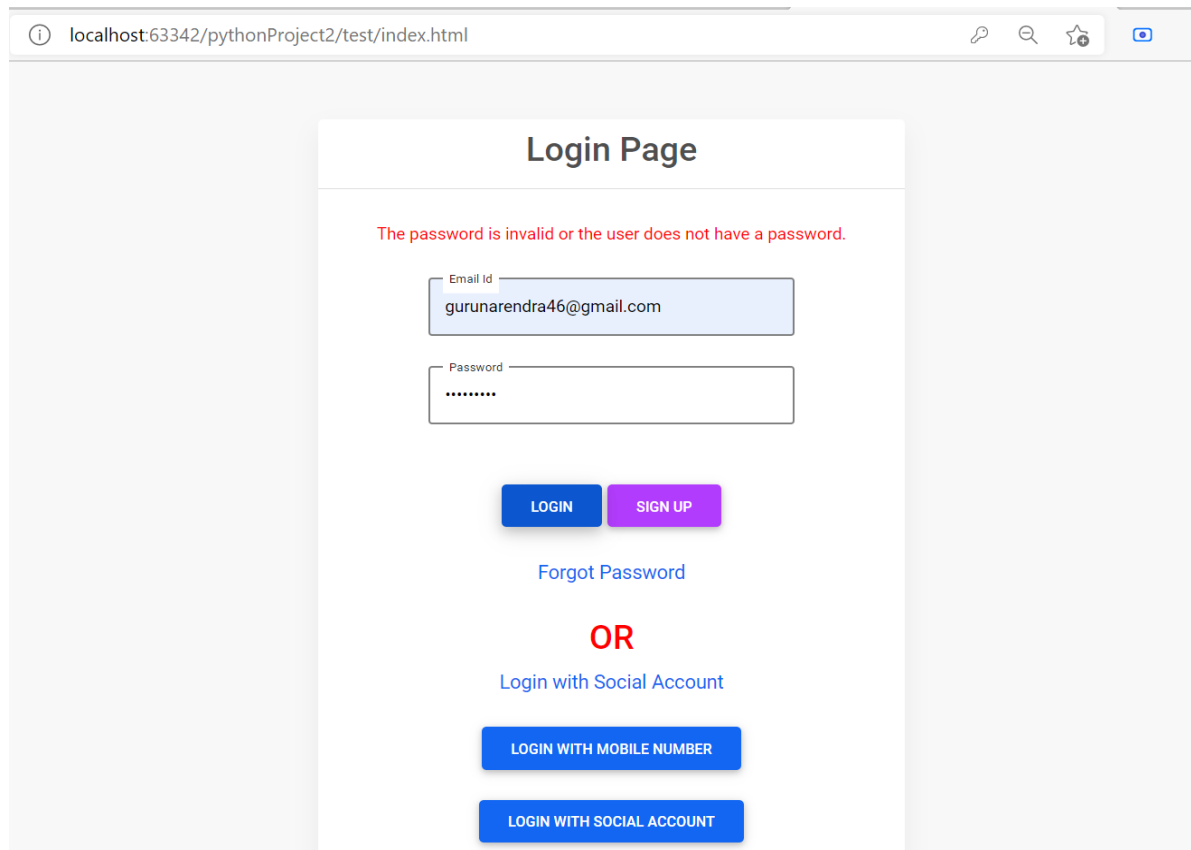 localhost:63342/pythonProject2/test/index.html
Login Page
The password is invalid or the user does not have a password.
Email Id
gurunarendra46@gmail.com
Password
•••••••••
LOGIN SIGN UP
Forgot Password
OR
Login with Social Account
LOGIN WITH MOBILE NUMBER
LOGIN WITH SOCIAL ACCOUNT